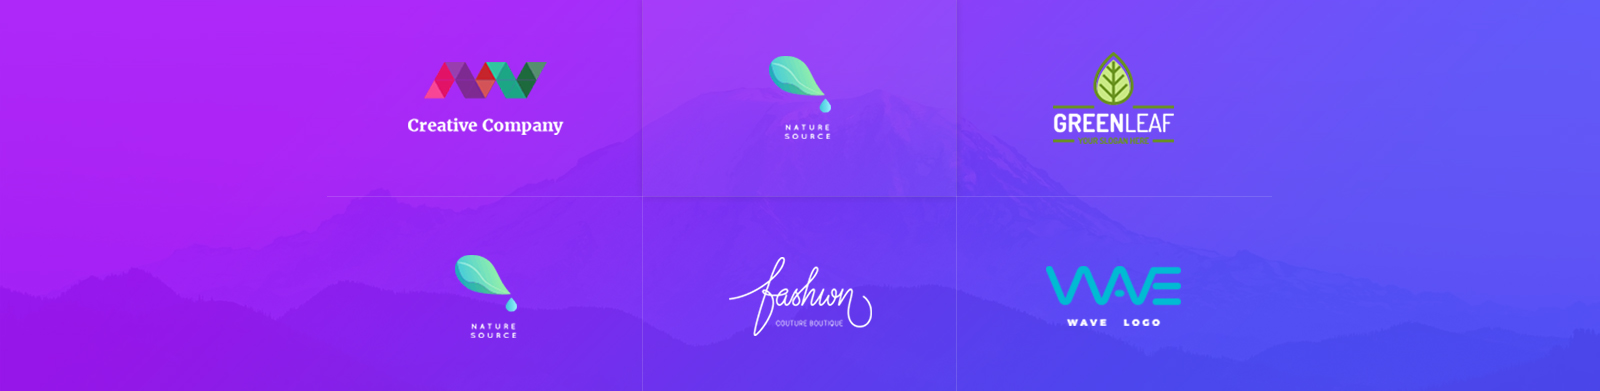 Creative Company
NATURE
SOURCE
GREENLEAF
YOUR SLOGAN HERE
NATURE
SOURCE
fashion
COUTURE BOUTIQUE
WAVE
WAVE LOGO